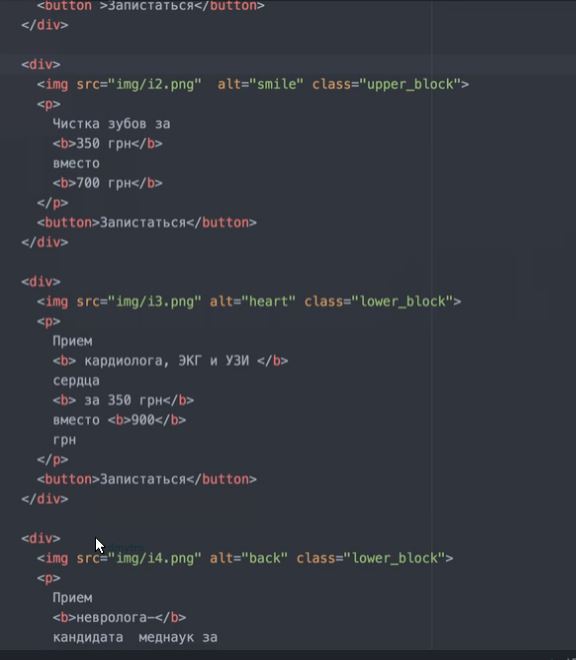 <button >Запистаться</button>
</div>
<div>
<img src="img/i2.png"  alt="smile" class="upper_block">
<p>
Чистка зубов за
<b>350 грн</b>
вместо
<b>700 грн</b>
</p>
<button>Запистаться</button>
</div>
<div>
<img src="img/i3.png" alt="heart" class="lower_block">
<p>
Прием
<b> кардиолога, ЭКГ и УЗИ </b>
сердца
<b> за 350 грн</b>
вместо <b>900</b>
грн
</p>
<button>Запистаться</button>
</div>
<div>
<img src="img/i4.png" alt="back" class="lower_block">
<p>
Прием
<b>невролога-</b>
кандидата  меднаук за